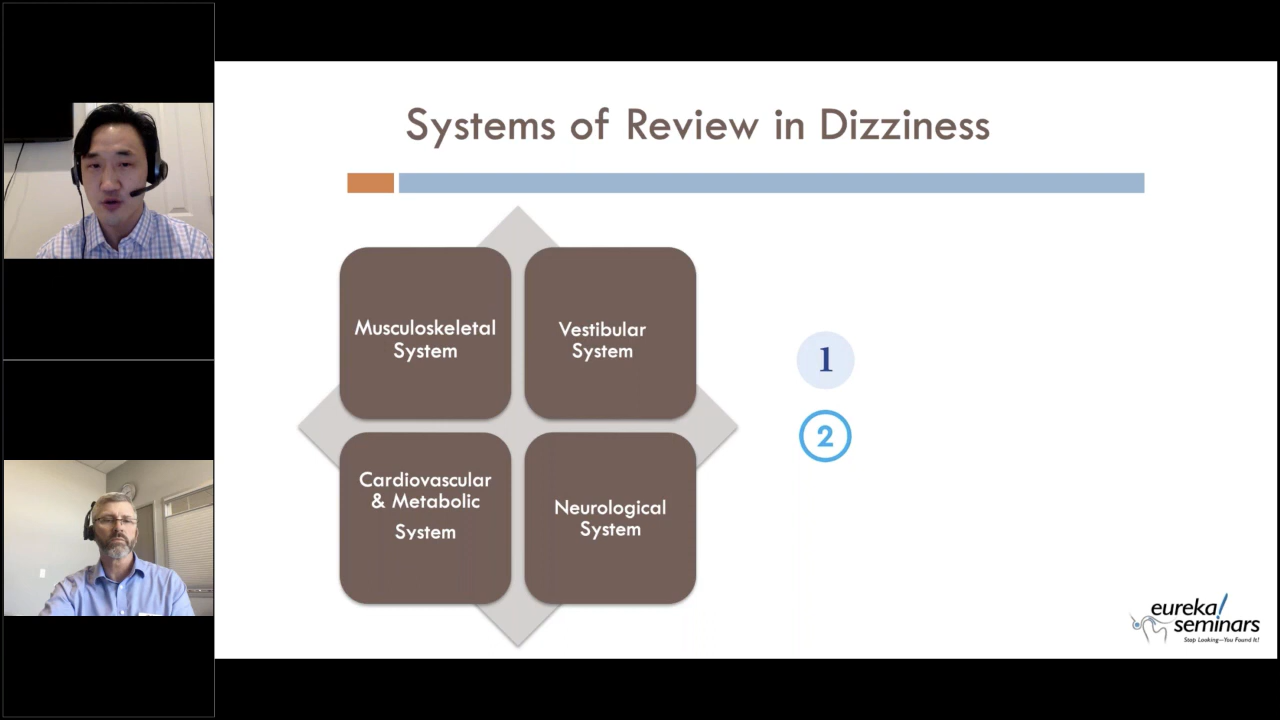 Systems of Review in Dizziness
Musculoskeletal
System
Vestibular
System
Cardiovascular
& Metabolic
System
Neurological
System
1
2
eureka!
seminars
Stop Looking—You Found It!